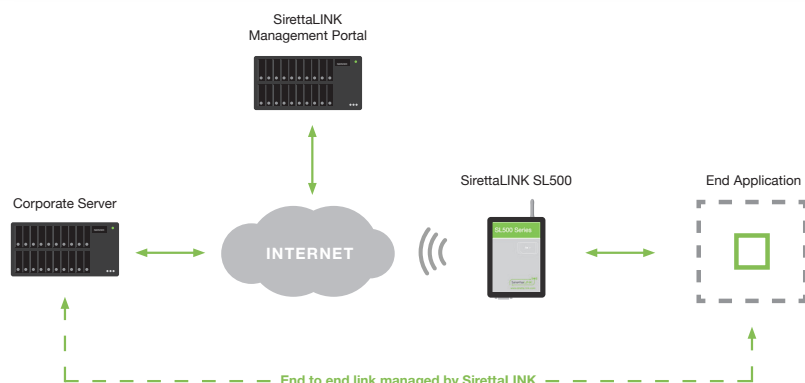 SirettaLINK
Management Portal
Corporate Server
SirettaLINK SL500
End Application
INTERNET
SL500 Series
End to end link managed by SirettaLINK